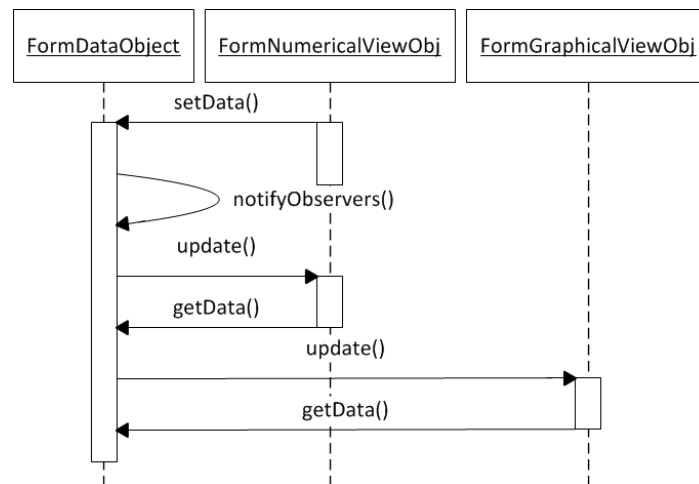 FormDataObject
FormNumericalViewObj
FormGraphicalViewObj
setData()
notifyObservers()
update()
getData()
update()
getData()